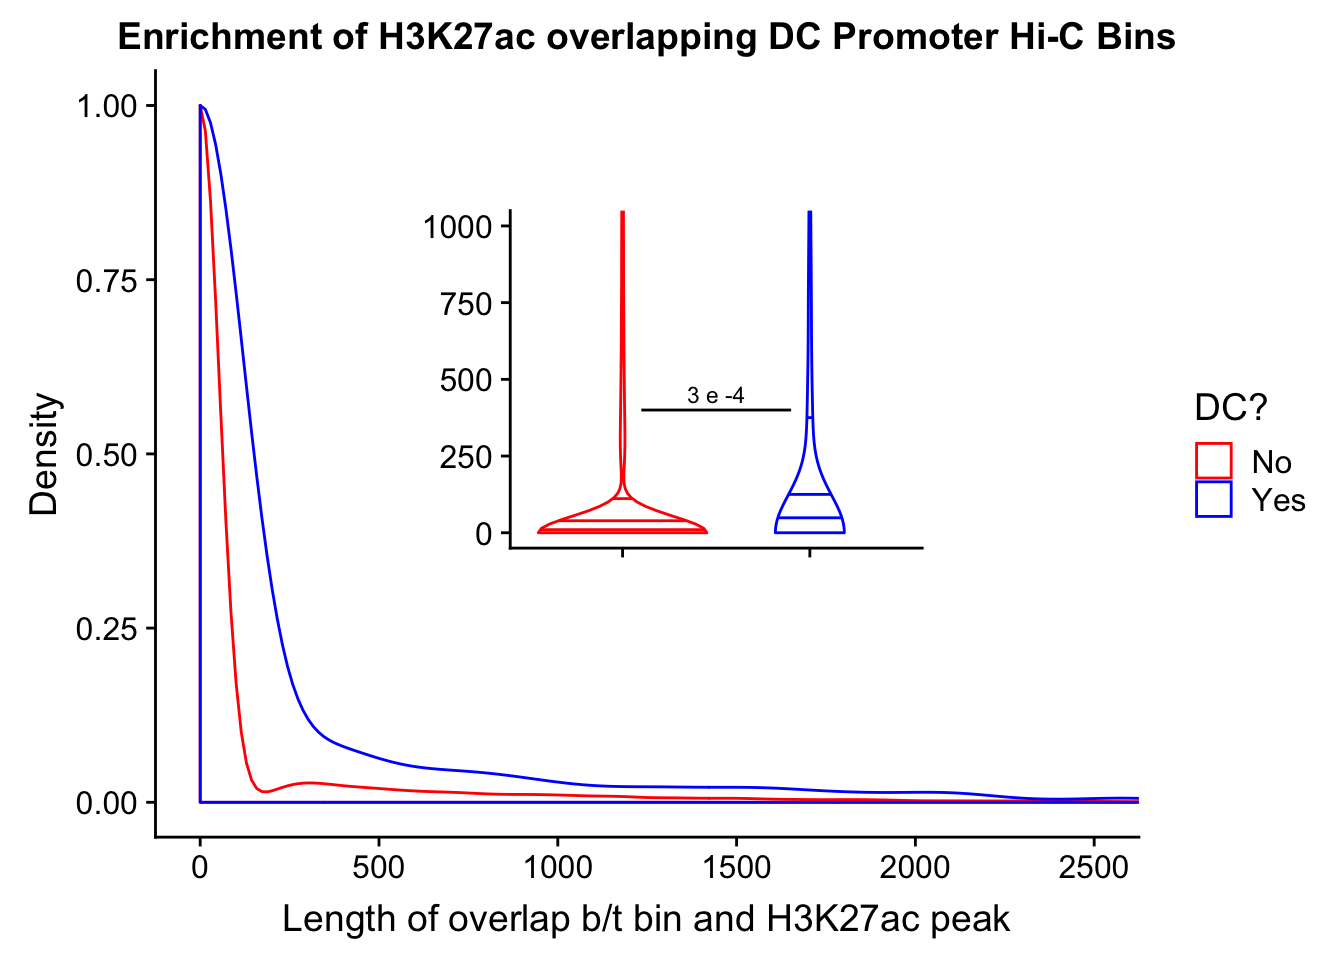 Enrichment of H3K27ac overlapping DC Promoter Hi-C Bins
1.00
0.75
0.50
0.25
0.00
Density
1000
750
500
250
0
3 e -4
DC?
No
Yes
0 500 1000 1500 2000 2500
Length of overlap b/t bin and H3K27ac peak